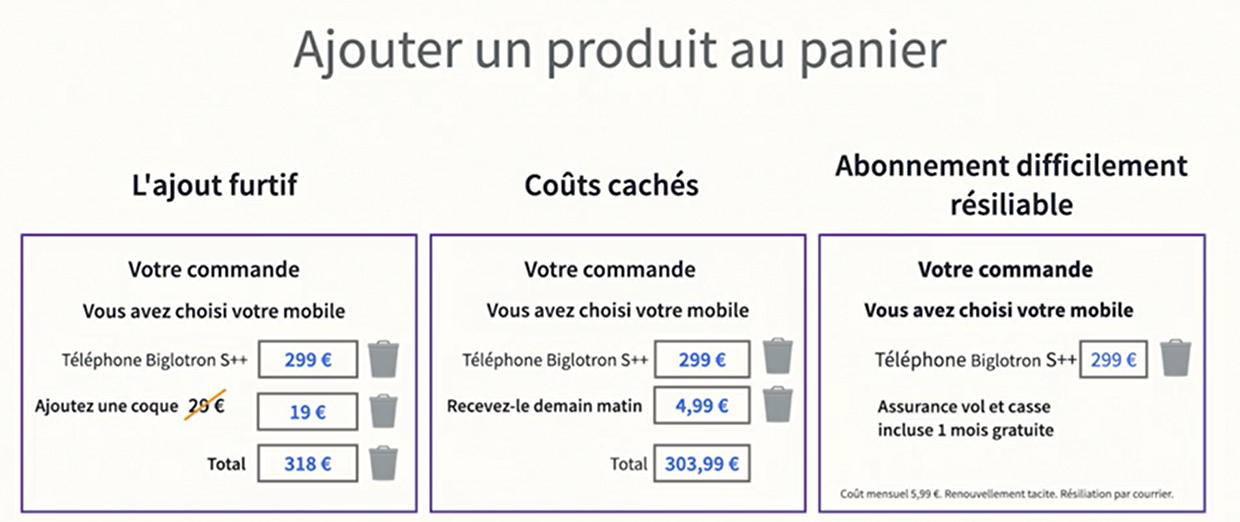 Ajouter un produit au panier
L'ajout furtif
Votre commande
Vous avez choisi votre mobile
Téléphone Biglotron S++ 299 €
Ajoutez une coque 29 € 19 €
Total 318 €
Coûts cachés
Votre commande
Vous avez choisi votre mobile
Téléphone Biglotron S++ 299 €
Recevez-le demain matin 4,99 €
Total 303,99 €
Abonnement difficilement
résiliable
Votre commande
Vous avez choisi votre mobile
Téléphone Biglotron S++ 299 €
Assurance vol et casse
incluse 1 mois gratuite
Coût mensuel 5,99 €. Renouvellement tacite. Résiliation par courrier.